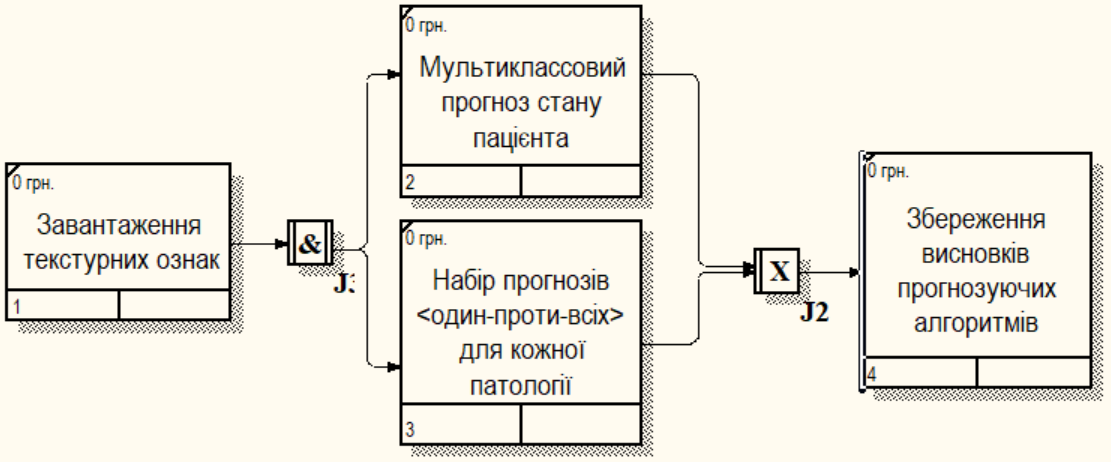 0 грн.
Завантаження
текстурних ознак
1
&
0 грн.
Мультиклассовий
прогноз стану
пацієнта
2
0 грн.
Набір прогнозів
<один-проти-всіх>
для кожної
патології
3
X
J2
0 грн.
Збереження
висновків
прогнозуючих
алгоритмів
4